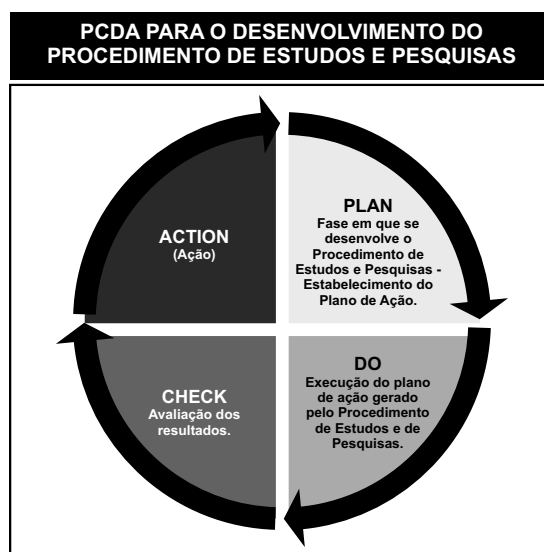 PCDA PARA O DESENVOLVIMENTO DO
PROCEDIMENTO DE ESTUDOS E PESQUISAS
ACTION
(Ação)
PLAN
Fase em que se
desenvolve o
Procedimento de
Estudos e Pesquisas -
Estabelecimento do
Plano de Ação.
CHECK
Avaliação dos
resultados.
DO
Execução do plano
de ação gerado
pelo Procedimento
de Estudos e de
Pesquisas.